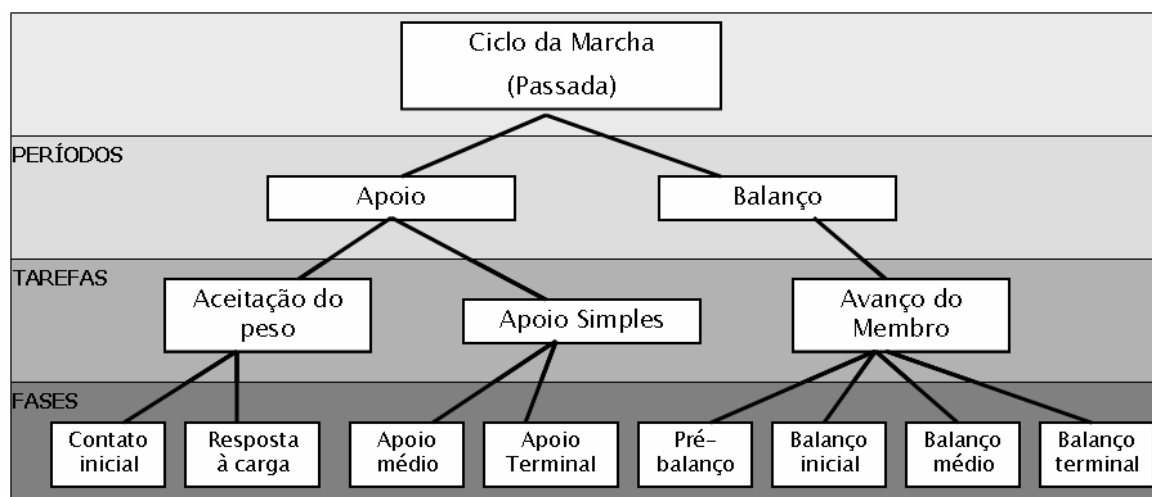 Ciclo da Marcha
(Passada)
PERÍODOS
Apoio
Balanço
TAREFAS
Aceitação do
peso
Apoio Simples
Avanço do
Membro
FASES
Contato
inicial
Resposta
à carga
Apoio
médio
Apoio
Terminal
Pré-
balanço
Balanço
inicial
Balanço
médio
Balanço
terminal